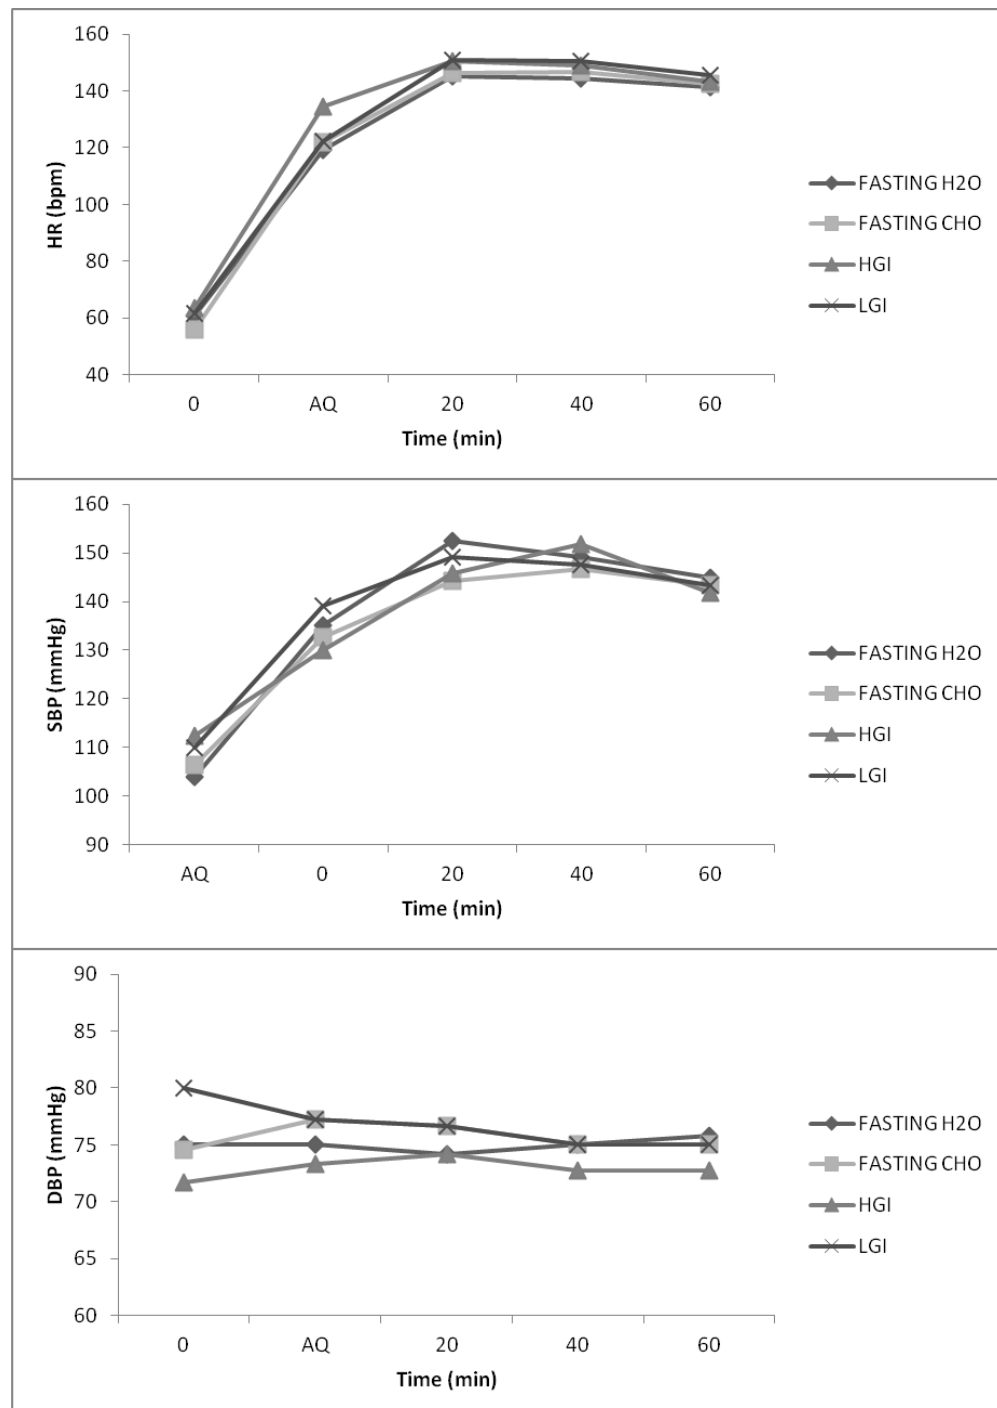 160
140
120
100
80
60
40
HR (bpm)
0 AQ 20 40 60
Time (min)
FASTING H2O
FASTING CHO
HGI
LGI
160
150
140
130
120
110
100
90
SBP (mmHg)
AQ 0 20 40 60
Time (min)
FASTING H2O
FASTING CHO
HGI
LGI
90
85
80
75
70
65
60
DBP (mmHg)
0 AQ 20 40 60
Time (min)
FASTING H2O
FASTING CHO
HGI
LGI